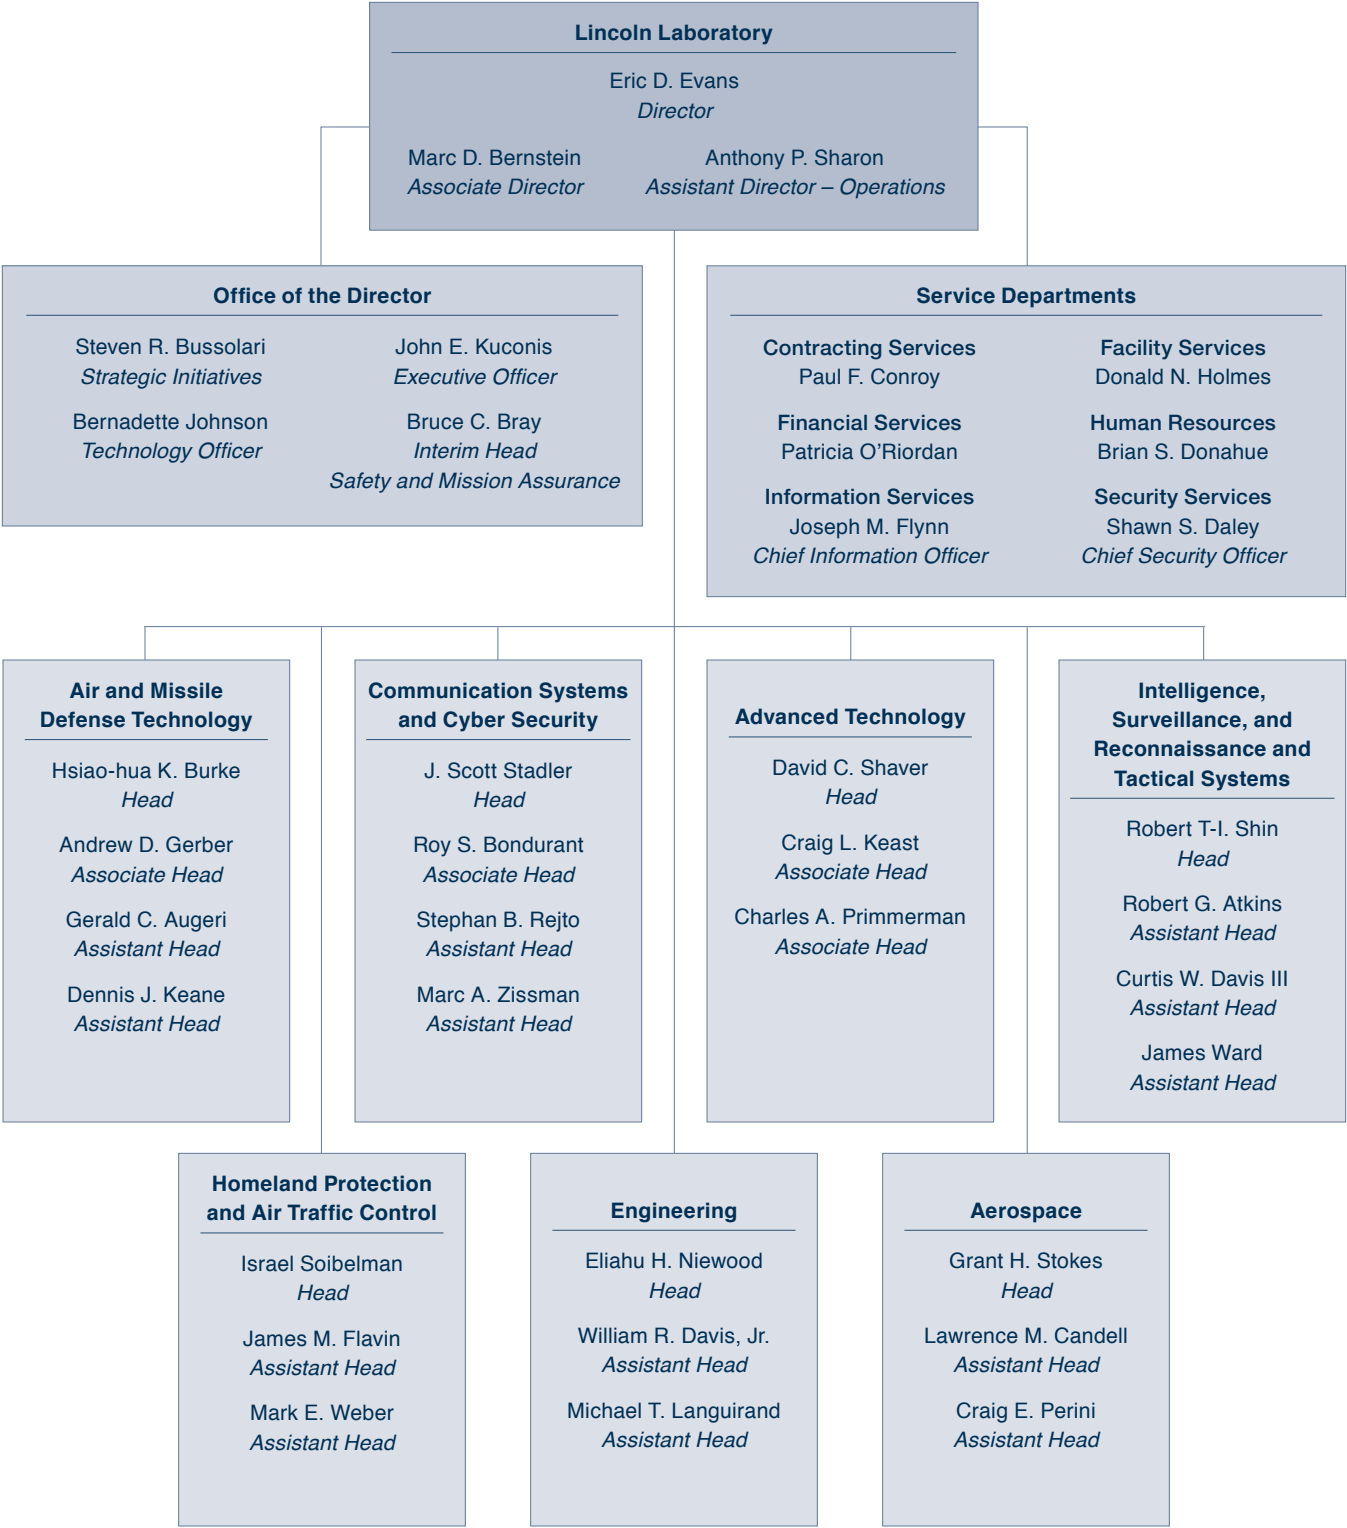 Lincoln Laboratory
Eric D. Evans
Director
Marc D. Bernstein
Associate Director
Anthony P. Sharon
Assistant Director – Operations
Office of the Director
Steven R. Bussolari
Strategic Initiatives
Bernadette Johnson
Technology Officer
John E. Kuconis
Executive Officer
Bruce C. Bray
Interim Head
Safety and Mission Assurance
Service Departments
Contracting Services
Paul F. Conroy
Financial Services
Patricia O’Riordan
Information Services
Joseph M. Flynn
Chief Information Officer
Facility Services
Donald N. Holmes
Human Resources
Brian S. Donahue
Security Services
Shawn S. Daley
Chief Security Officer
Air and Missile
Defense Technology
Hsiao-hua K. Burke
Head
Andrew D. Gerber
Associate Head
Gerald C. Augeri
Assistant Head
Dennis J. Keane
Assistant Head
Communication Systems
and Cyber Security
J. Scott Stadler
Head
Roy S. Bondurant
Associate Head
Stephan B. Rejto
Assistant Head
Marc A. Zissman
Assistant Head
Advanced Technology
David C. Shaver
Head
Craig L. Keast
Associate Head
Charles A. Primmerman
Associate Head
Intelligence,
Surveillance, and
Reconnaissance and
Tactical Systems
Robert T-I. Shin
Head
Robert G. Atkins
Assistant Head
Curtis W. Davis III
Assistant Head
James Ward
Assistant Head
Homeland Protection
and Air Traffic Control
Israel Soibelman
Head
James M. Flavin
Assistant Head
Mark E. Weber
Assistant Head
Engineering
Eliahu H. Niewood
Head
William R. Davis, Jr.
Assistant Head
Michael T. Languirand
Assistant Head
Aerospace
Grant H. Stokes
Head
Lawrence M. Candell
Assistant Head
Craig E. Perini
Assistant Head